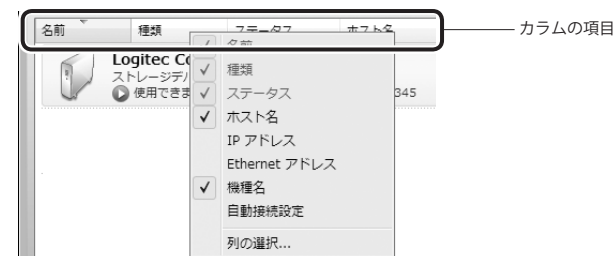 名前 種類 ステータス ホスト名
カラムの項目
名前
Logitec
ストレージデ
使用でき
345
種類
ステータス
ホスト名
IP アドレス
Ethernet アドレス
機種名
自動接続設定
列の選択...